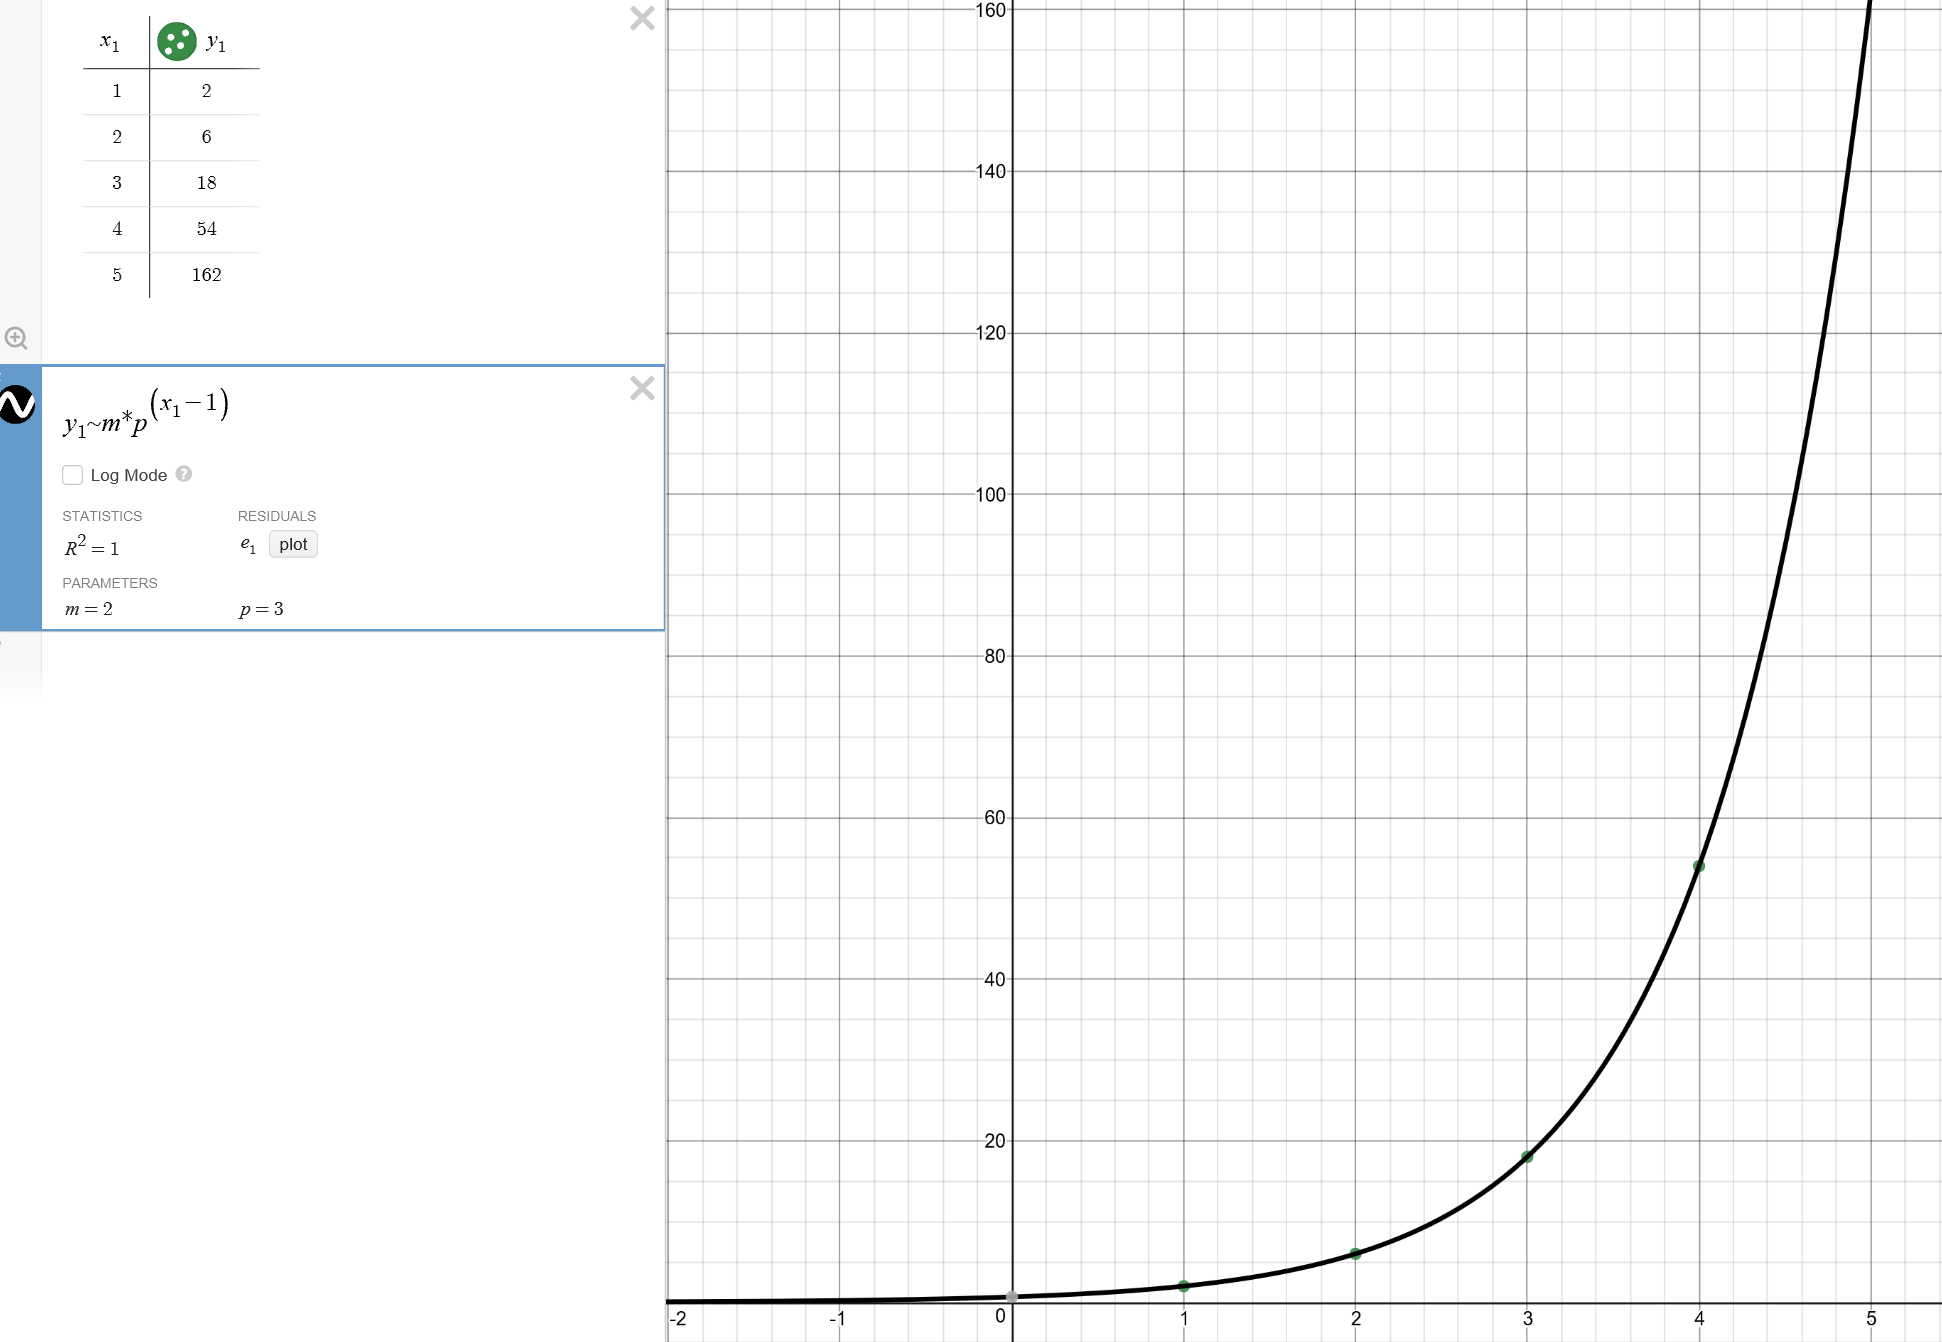 x₁ y₁
1 2
2 6
3 18
4 54
5 162
y₁~m*p^(x₁−1)
Log Mode ?
STATISTICS RESIDUALS
R² = 1 e₁ plot
PARAMETERS
m = 2 p = 3
160
140
120
100
80
60
40
20
-2 -1 0 1 2 3 4 5